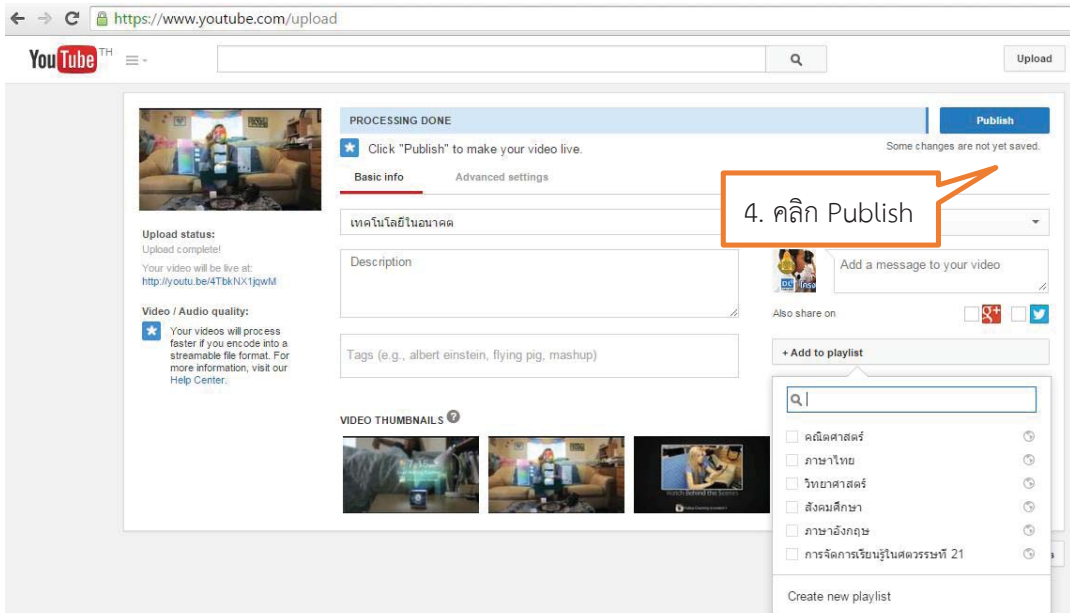 https://www.youtube.com/upload
YouTube TH
Upload
PROCESSING DONE
Publish
Click "Publish" to make your video live.
Some changes are not yet saved.
Basic info
Advanced settings
4. คลิก Publish
เทคโนโลยีในอนาคต
Upload status:
Upload complete!
Your video will be live at:
http://youtu.be/4TbkNX1jqwM
Description
Add a message to your video
Also share on
Video / Audio quality:
Your videos will process
faster if you encode into a
streamable file format. For
more information, visit our
Help Center.
Tags (e.g., albert einstein, flying pig, mashup)
+ Add to playlist
VIDEO THUMBNAILS
คณิตศาสตร์
ภาษาไทย
วิทยาศาสตร์
สังคมศึกษา
ภาษาอังกฤษ
การจัดการเรียนรู้ในศตวรรษที่ 21
Create new playlist